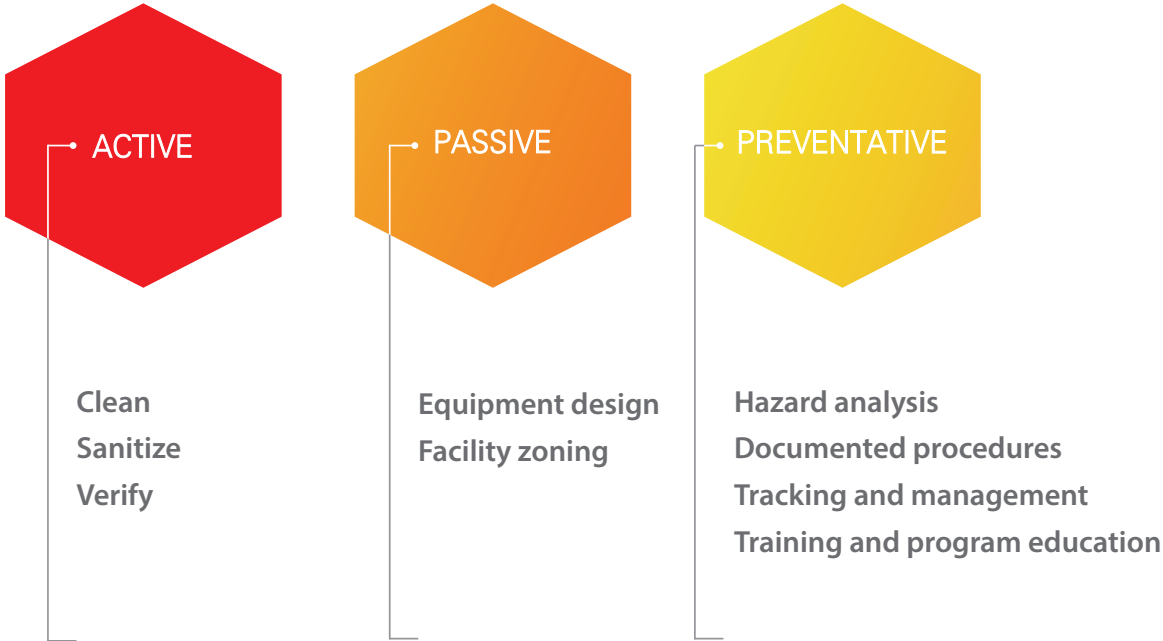 ACTIVE
Clean
Sanitize
Verify
PASSIVE
Equipment design
Facility zoning
PREVENTATIVE
Hazard analysis
Documented procedures
Tracking and management
Training and program education